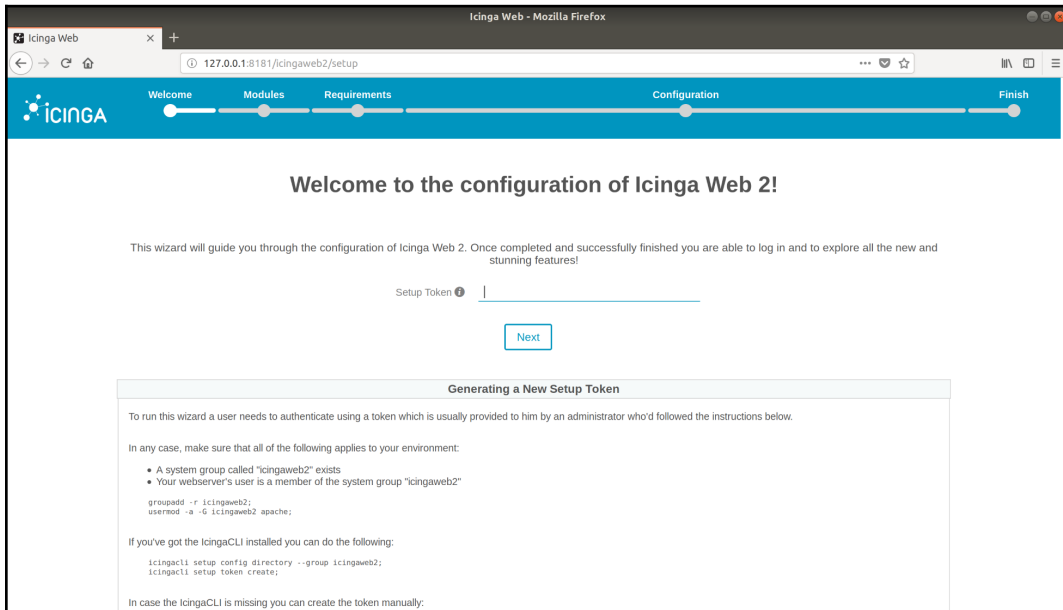 Icinga Web - Mozilla Firefox
Icinga Web
127.0.0.1:8181/icingaweb2/setup
ICINGA
Welcome Modules Requirements Configuration Finish
Welcome to the configuration of Icinga Web 2!
This wizard will guide you through the configuration of Icinga Web 2. Once completed and successfully finished you are able to log in and to explore all the new and
stunning features!
Setup Token
Next
Generating a New Setup Token
To run this wizard a user needs to authenticate using a token which is usually provided to him by an administrator who'd followed the instructions below.
In any case, make sure that all of the following applies to your environment:
• A system group called "icingaweb2" exists
• Your webserver's user is a member of the system group "icingaweb2"
groupadd -r icingaweb2;
usermod -a -G icingaweb2 apache;
If you've got the IcingaCLI installed you can do the following:
icingacli setup config directory --group icingaweb2;
icingacli setup token create;
In case the IcingaCLI is missing you can create the token manually: